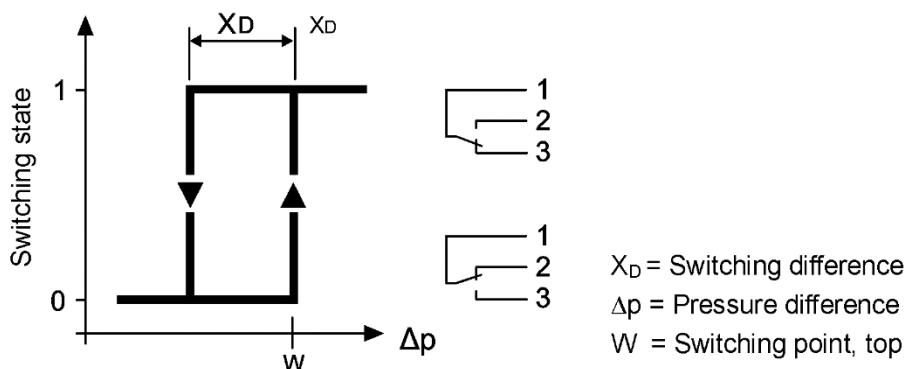 XD XD
Switching state
1
0
W
Δp
1
2
3
1
2
3
XD = Switching difference
Δp = Pressure difference
W = Switching point, top